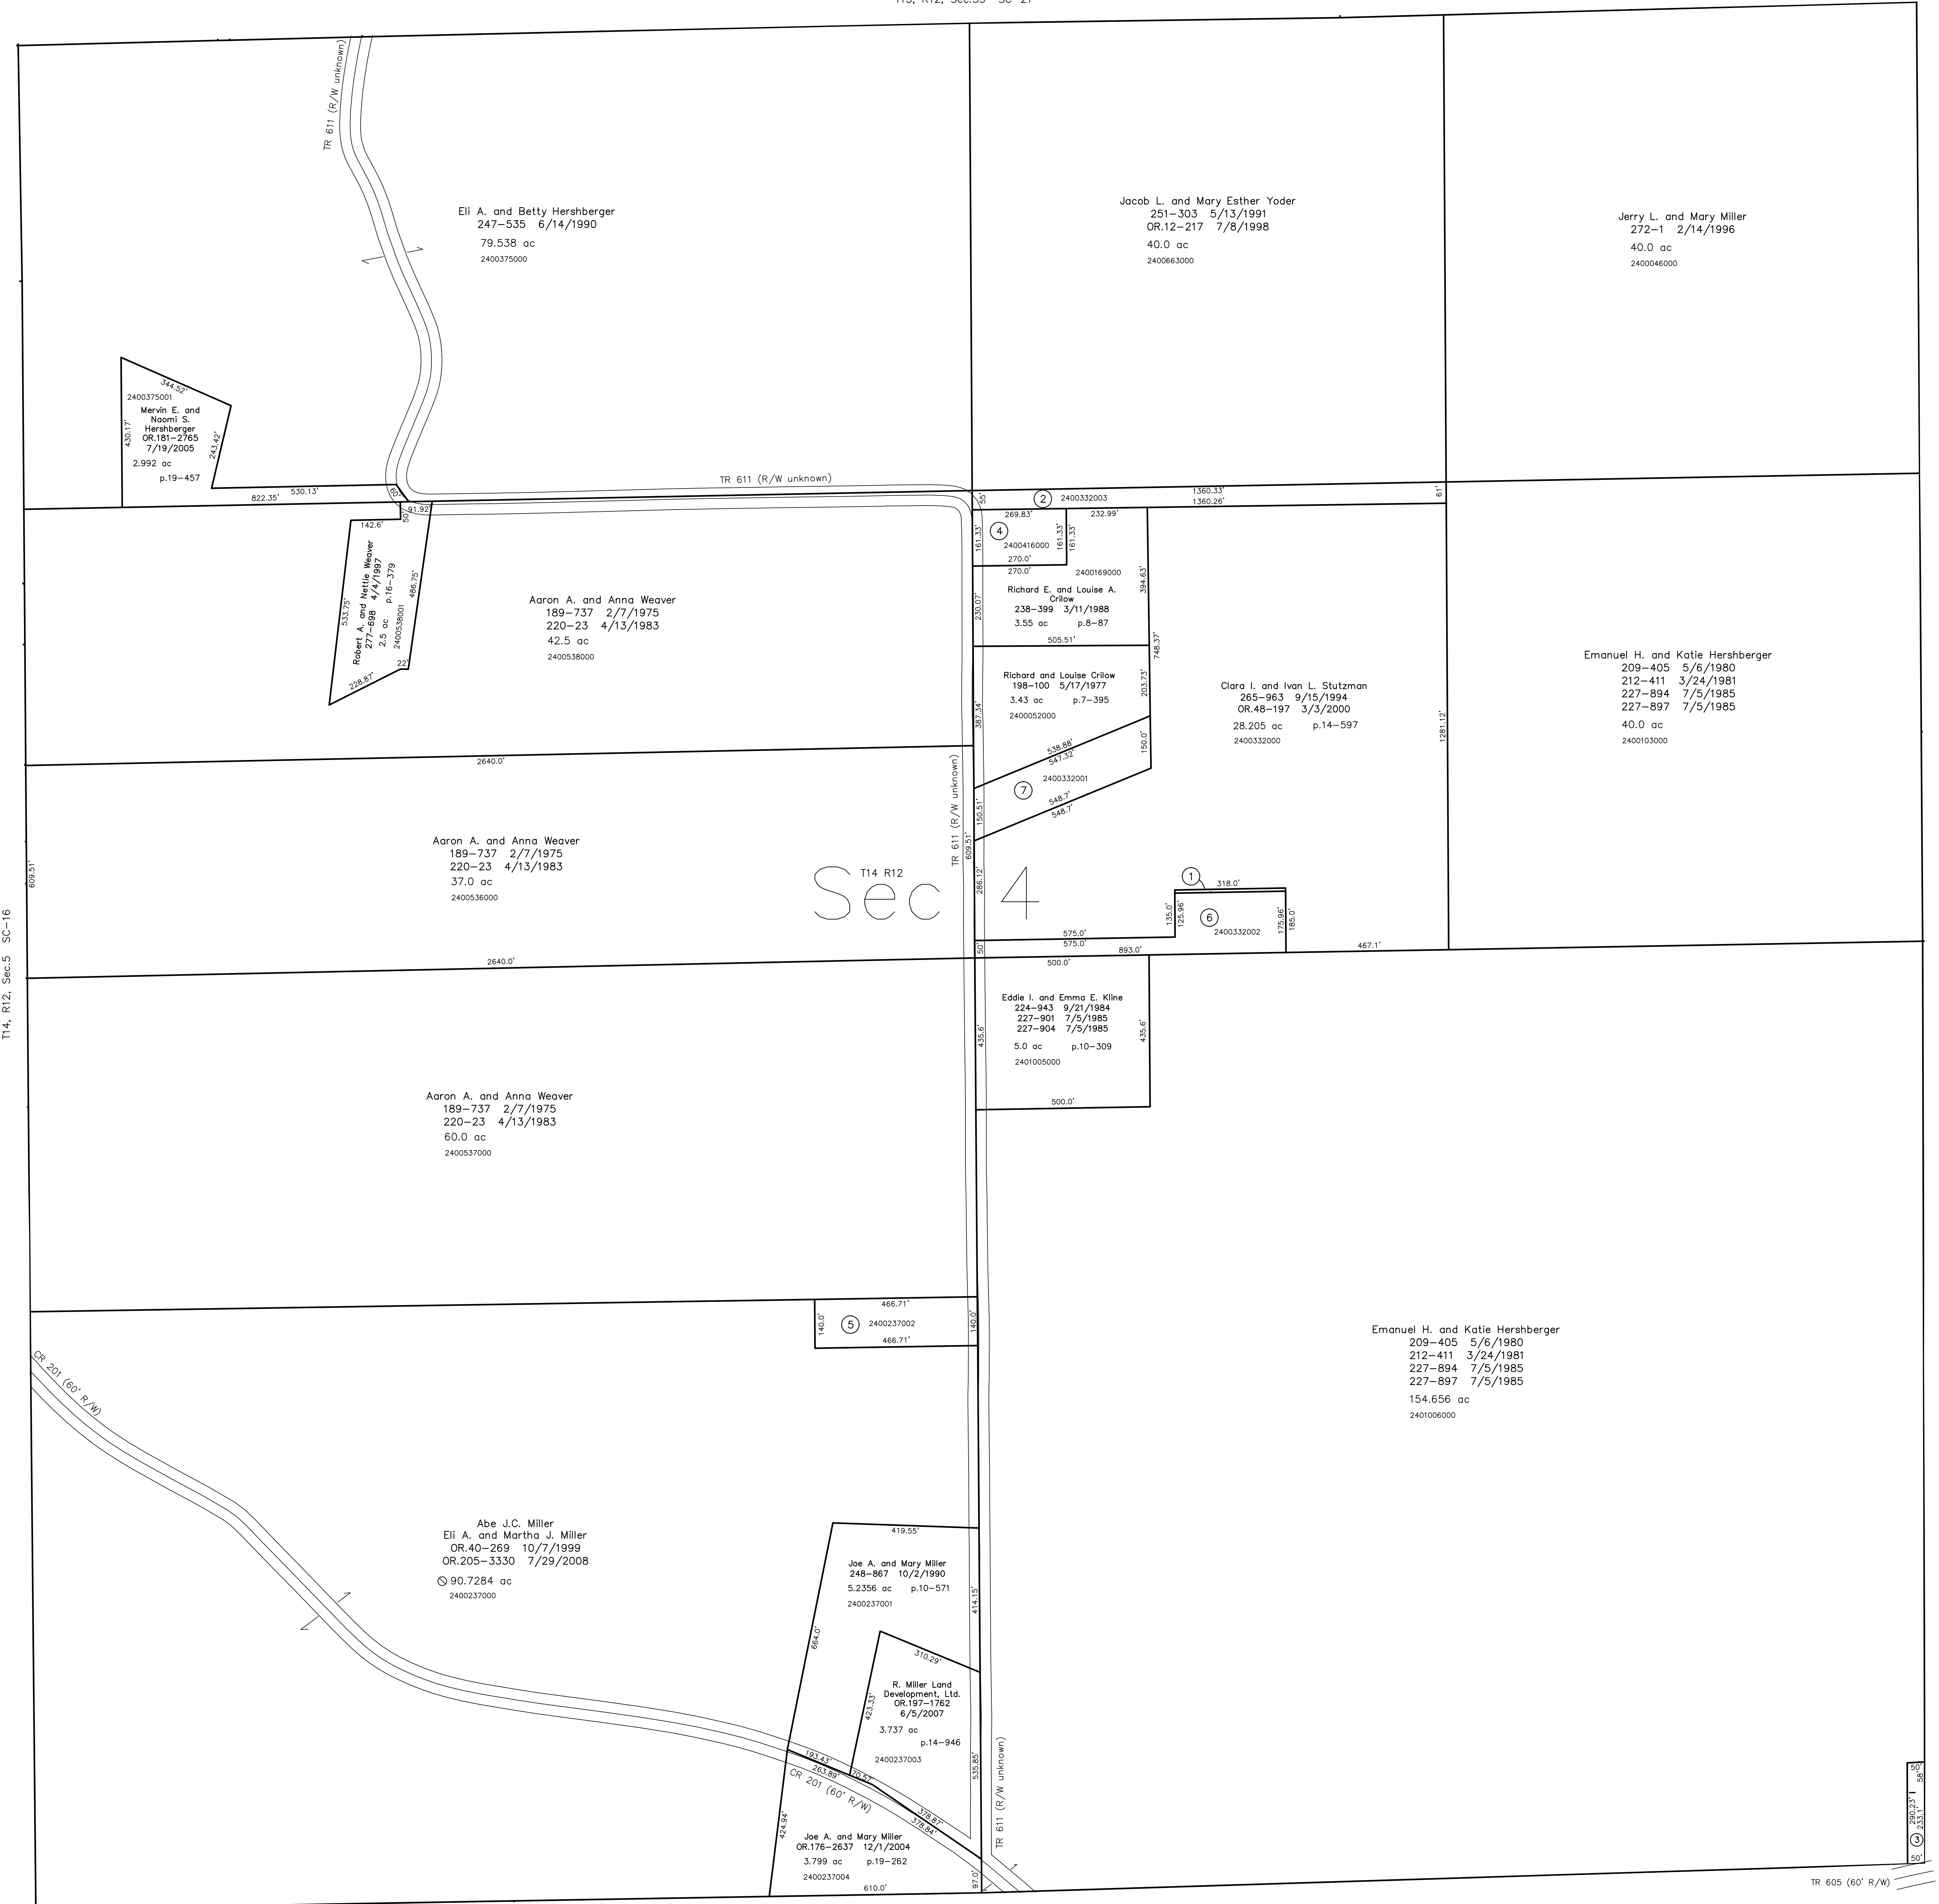 TR 611 (R/W unknown)
Eli A. and Betty Hershberger
247-535 6/14/1990
79.538 ac
2400375000
Jacob L. and Mary Esther Yoder
251-303 5/13/1991
OR.12-217 7/8/1998
40.0 ac
2400663000
Jerry L. and Mary Miller
272-1 2/14/1996
40.0 ac
2400046000
344.52'
2400375001
Mervin E. and
Naomi S.
Hershberger
OR.181-2765
7/19/2005
2.992 ac
p.19-457
430.17'
243.42'
530.13'
822.35'
60'
91.92'
50'
TR 611 (R/W unknown)
55'
2
2400332003
1360.33'
1360.26'
61'
142.6'
533.75'
Robert A. and Nettie Weaver
277-698 4/4/1997
2.5 ac p.16-379
2400538001
486.75'
22'
228.87'
Aaron A. and Anna Weaver
189-737 2/7/1975
220-23 4/13/1983
42.5 ac
2400538000
269.83'
232.99'
4
161.33'
161.33'
161.33'
2400416000
270.0'
270.0'
2400169000
Richard E. and Louise A.
Crilow
238-399 3/11/1988
3.55 ac p.8-87
230.07'
394.63'
505.51'
748.37'
Richard and Louise Crilow
198-100 5/17/1977
3.43 ac p.7-395
2400052000
387.34'
203.73'
538.88'
547.32'
150.0'
7
2400332001
150.51'
548.7'
548.7'
Clara I. and Ivan L. Stutzman
265-963 9/15/1994
OR.48-197 3/3/2000
28.205 ac p.14-597
2400332000
1281.12'
Emanuel H. and Katie Hershberger
209-405 5/6/1980
212-411 3/24/1981
227-894 7/5/1985
227-897 7/5/1985
40.0 ac
2400103000
2640.0'
TR 611 (R/W unknown)
609.51'
609.51'
Aaron A. and Anna Weaver
189-737 2/7/1975
220-23 4/13/1983
37.0 ac
2400536000
T14 R12
Sec 4
286.12'
1
318.0'
135.0'
125.96'
6
2400332002
175.96'
185.0'
575.0'
575.0'
50'
893.0'
467.1'
T14, R12, Sec.5 SC-16
2640.0'
500.0'
Eddie I. and Emma E. Kline
224-943 9/21/1984
227-901 7/5/1985
227-904 7/5/1985
5.0 ac p.10-309
2401005000
435.6'
435.6'
500.0'
Aaron A. and Anna Weaver
189-737 2/7/1975
220-23 4/13/1983
60.0 ac
2400537000
466.71'
140.0'
5
2400237002
140.0'
466.71'
Emanuel H. and Katie Hershberger
209-405 5/6/1980
212-411 3/24/1981
227-894 7/5/1985
227-897 7/5/1985
154.656 ac
2401006000
CR 201 (60' R/W)
Abe J.C. Miller
Eli A. and Martha J. Miller
OR.40-269 10/7/1999
OR.205-3330 7/29/2008
90.7284 ac
2400237000
419.55'
Joe A. and Mary Miller
248-867 10/2/1990
5.2356 ac p.10-571
2400237001
414.15'
664.0'
310.29'
R. Miller Land
Development, Ltd.
OR.197-1762
6/5/2007
3.737 ac
p.14-946
2400237003
423.33'
535.85'
193.43'
263.89'
70.57'
CR 201 (60' R/W)
378.87'
378.84'
TR 611 (R/W unknown)
424.94'
Joe A. and Mary Miller
OR.176-2637 12/1/2004
3.799 ac p.19-262
2400237004
610.0'
97.0'
50'
58'
290.23'
233.1'
3
50'
TR 605 (60' R/W)